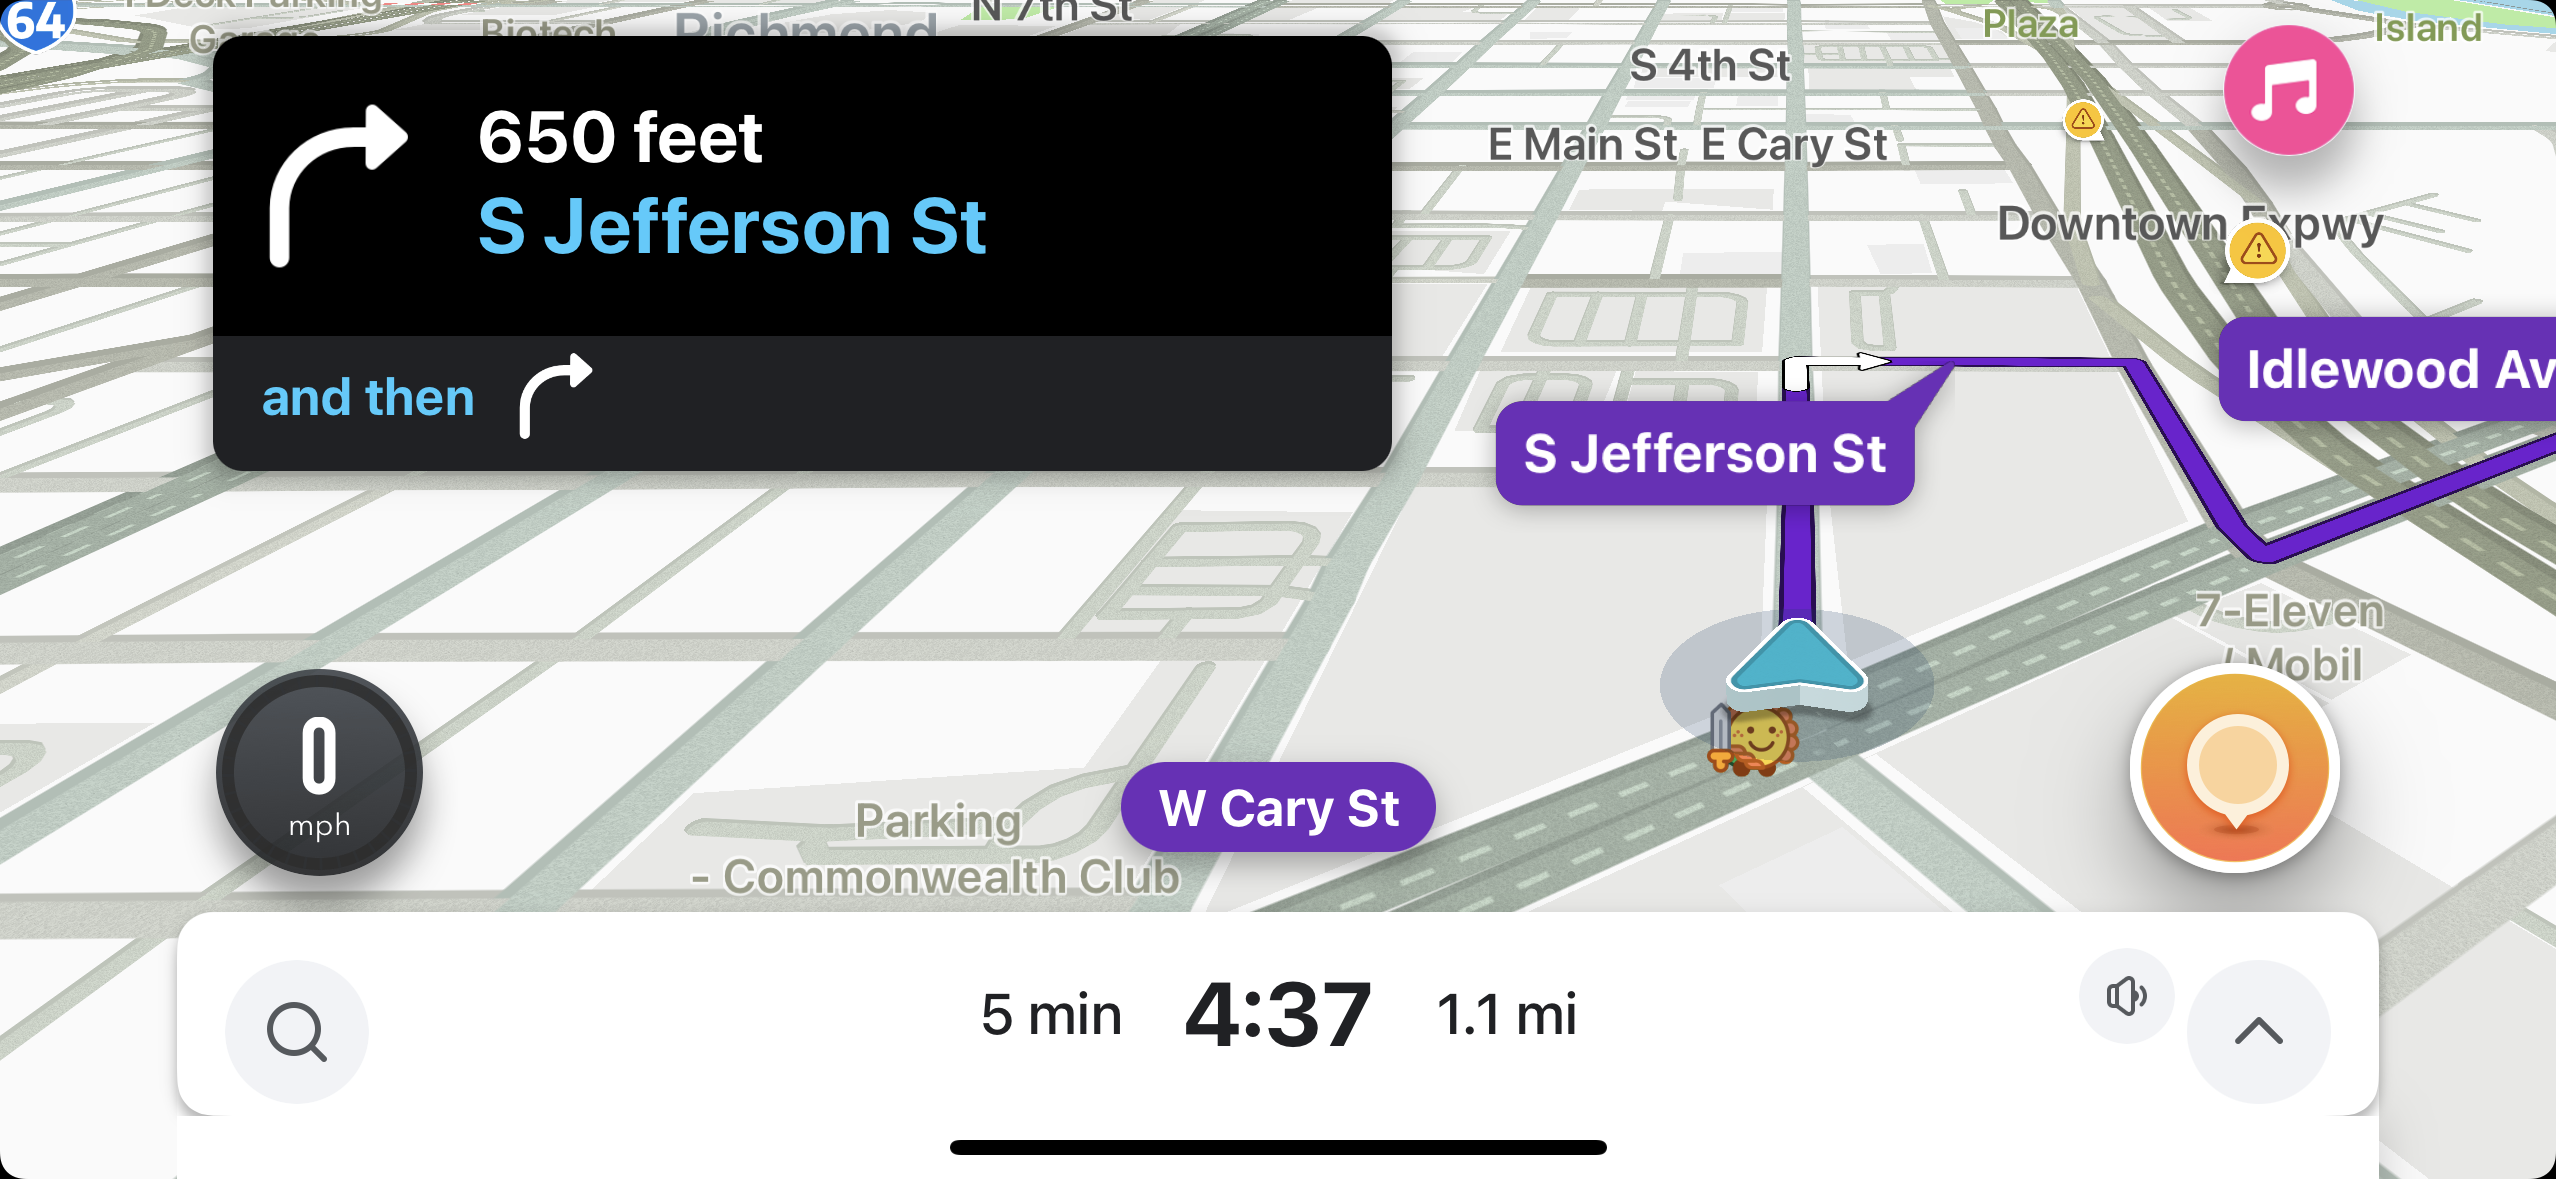 64
N 7th St
Biotech
Richmond
Plaza
Island
S 4th St
E Main St
E Cary St
Downtown Expwy
650 feet
S Jefferson St
and then
Idlewood Av
S Jefferson St
7-Eleven
/ Mobil
0
mph
W Cary St
Parking
- Commonwealth Club
5 min
4:37
1.1 mi